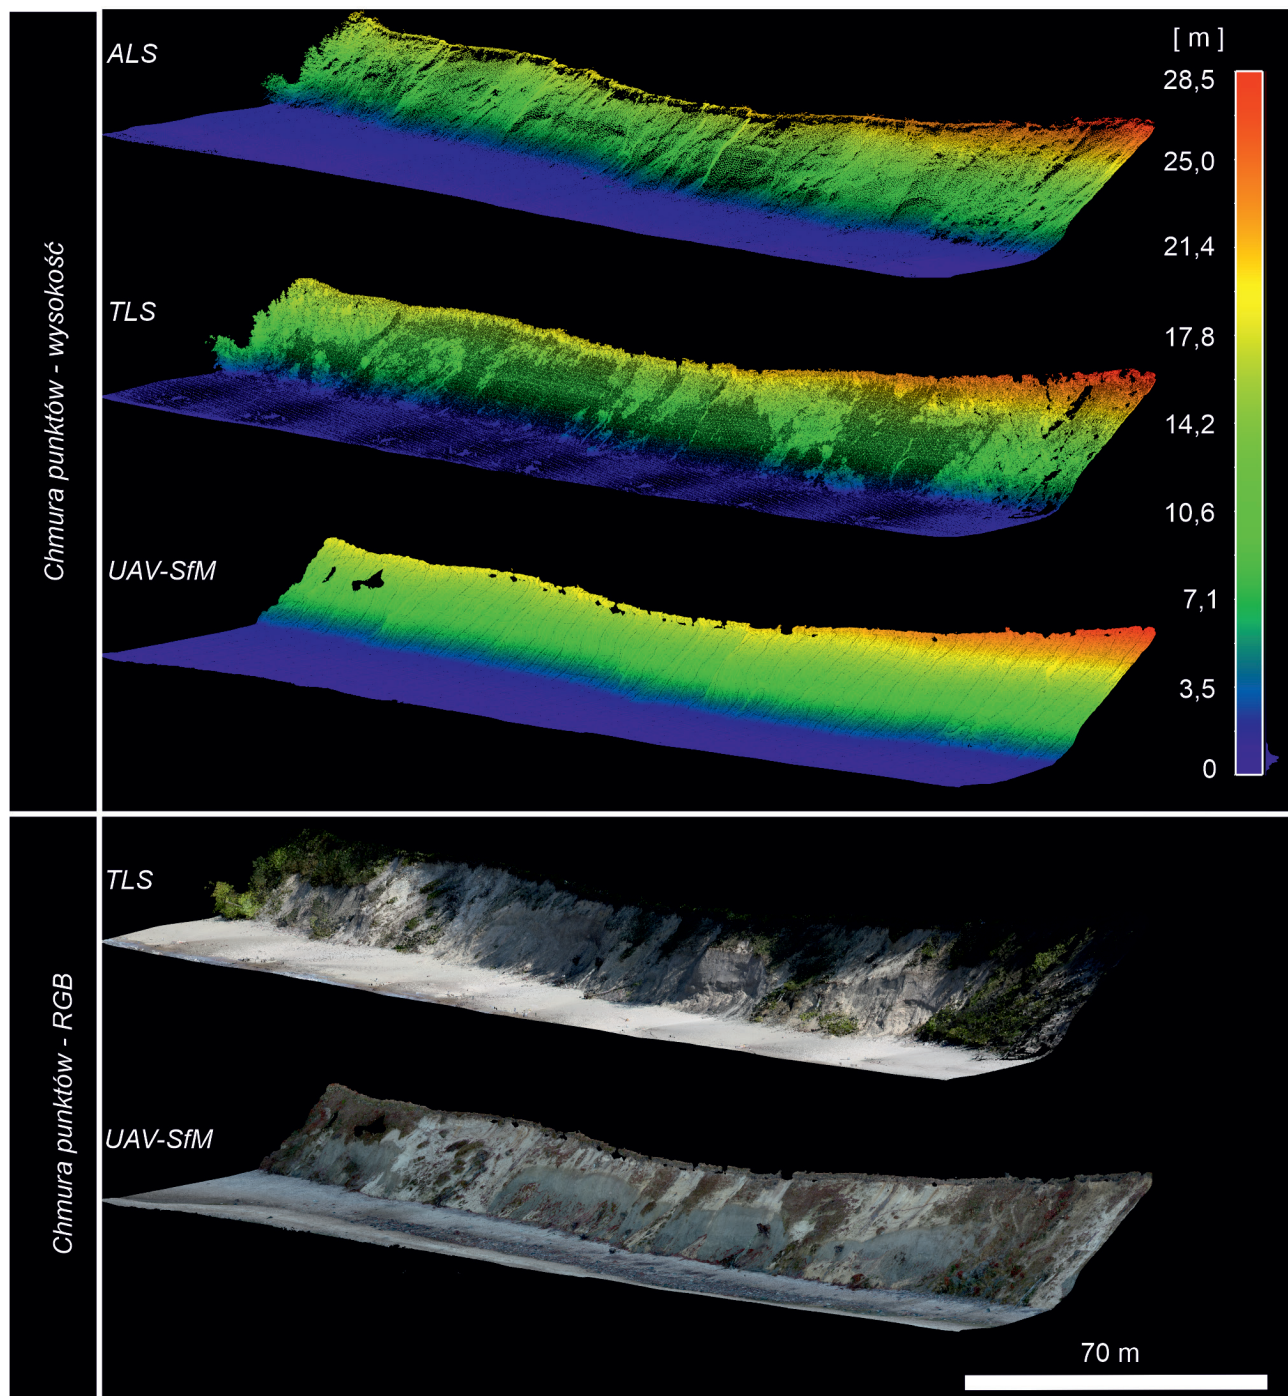 Chmura punktów - wysokość
ALS
TLS
UAV-SfM
[ m ]
28,5
25,0
21,4
17,8
14,2
10,6
7,1
3,5
0
Chmura punktów - RGB
TLS
UAV-SfM
70 m